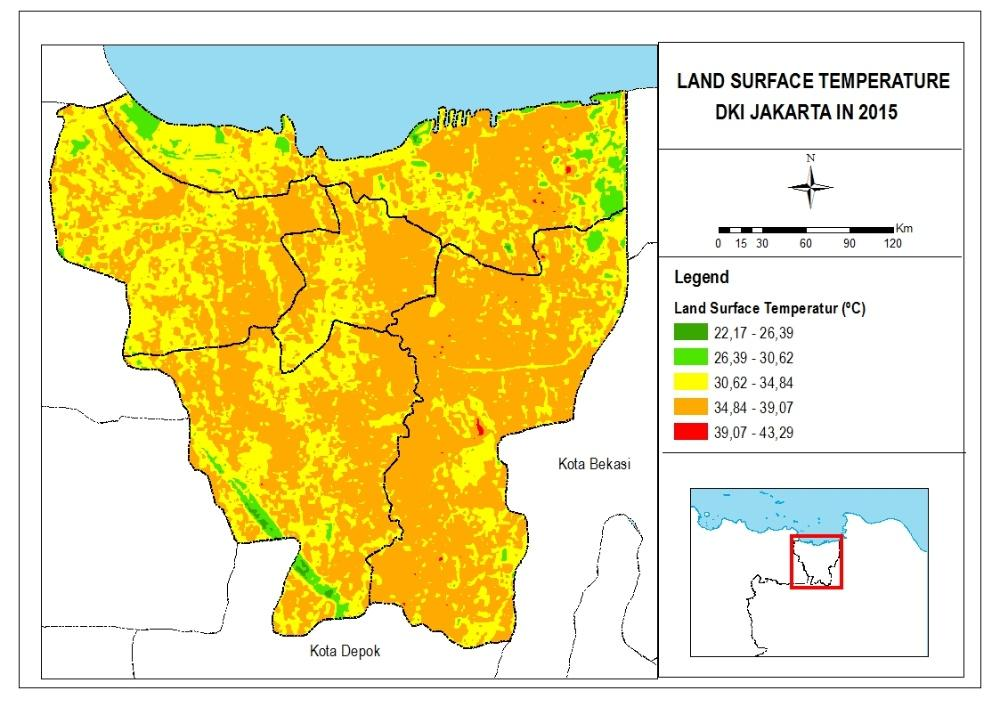 LAND SURFACE TEMPERATURE
DKI JAKARTA IN 2015
N
Km
0 15 30 60 90 120
Legend
Land Surface Temperatur (ºC)
22,17 - 26,39
26,39 - 30,62
30,62 - 34,84
34,84 - 39,07
39,07 - 43,29
Kota Bekasi
Kota Depok